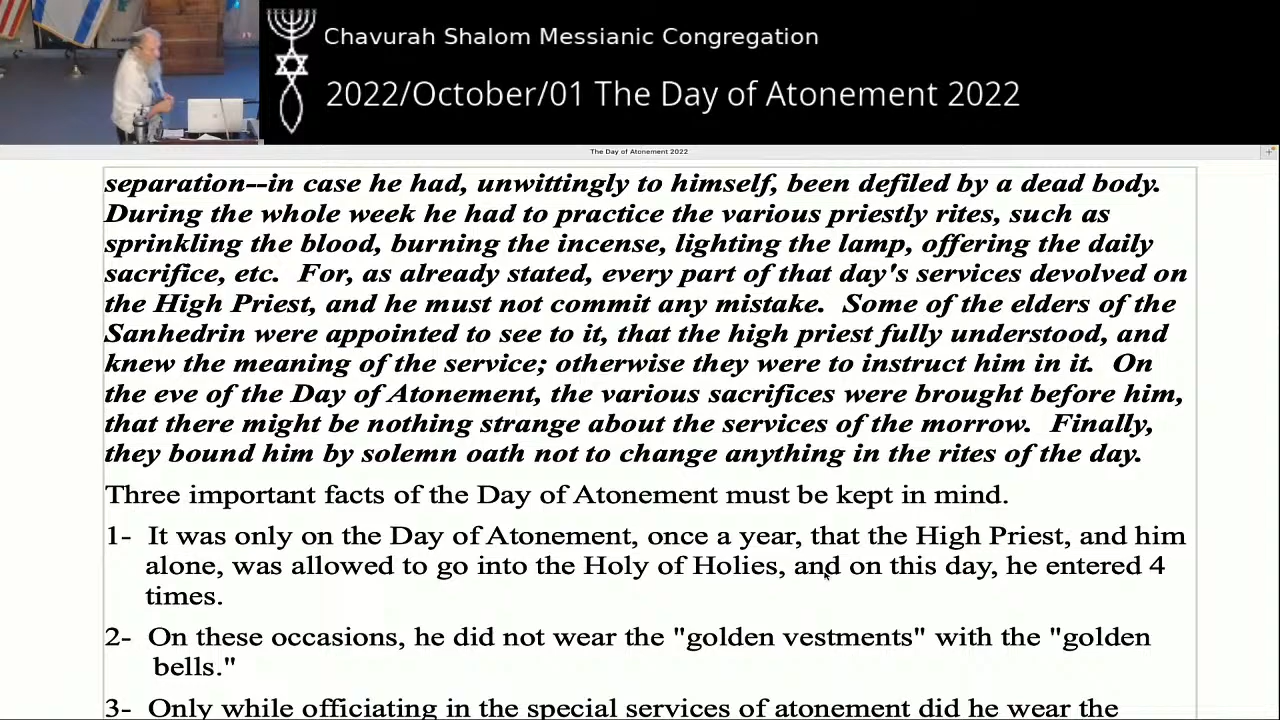 Chavurah Shalom Messianic Congregation
2022/October/01 The Day of Atonement 2022
The Day of Atonement 2022
separation--in case he had, unwittingly to himself, been defiled by a dead body.
During the whole week he had to practice the various priestly rites, such as
sprinkling the blood, burning the incense, lighting the lamp, offering the daily
sacrifice, etc.  For, as already stated, every part of that day's services devolved on
the High Priest, and he must not commit any mistake.  Some of the elders of the
Sanhedrin were appointed to see to it, that the high priest fully understood, and
knew the meaning of the service; otherwise they were to instruct him in it.  On
the eve of the Day of Atonement, the various sacrifices were brought before him,
that there might be nothing strange about the services of the morrow.  Finally,
they bound him by solemn oath not to change anything in the rites of the day.
Three important facts of the Day of Atonement must be kept in mind.
1-  It was only on the Day of Atonement, once a year, that the High Priest, and him
alone, was allowed to go into the Holy of Holies, and on this day, he entered 4
times.
2-  On these occasions, he did not wear the "golden vestments" with the "golden
bells."
3-  Only while officiating in the special services of atonement did he wear the